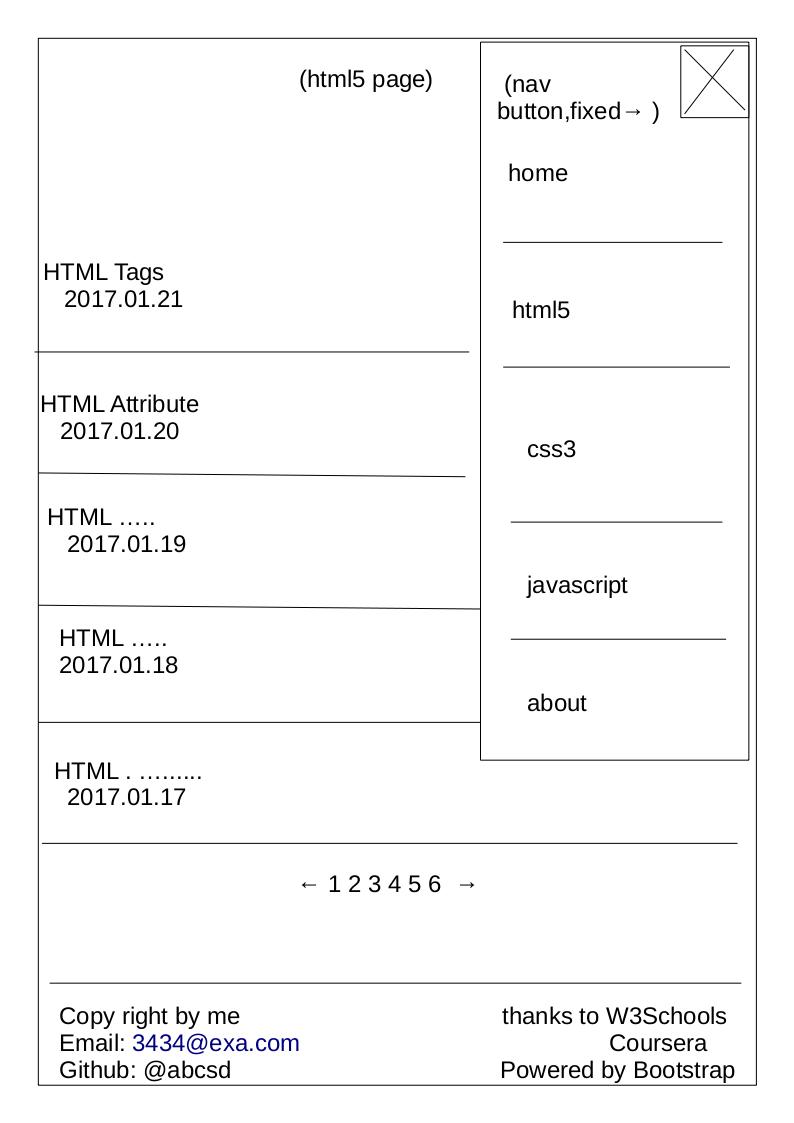 (html5 page)
(nav
button,fixed→ )
home
html5
css3
javascript
about
HTML Tags
2017.01.21
HTML Attribute
2017.01.20
HTML …..
2017.01.19
HTML …..
2017.01.18
HTML . ….…..
2017.01.17
← 1 2 3 4 5 6 →
Copy right by me
Email: 3434@exa.com
Github: @abcsd
thanks to W3Schools
Coursera
Powered by Bootstrap